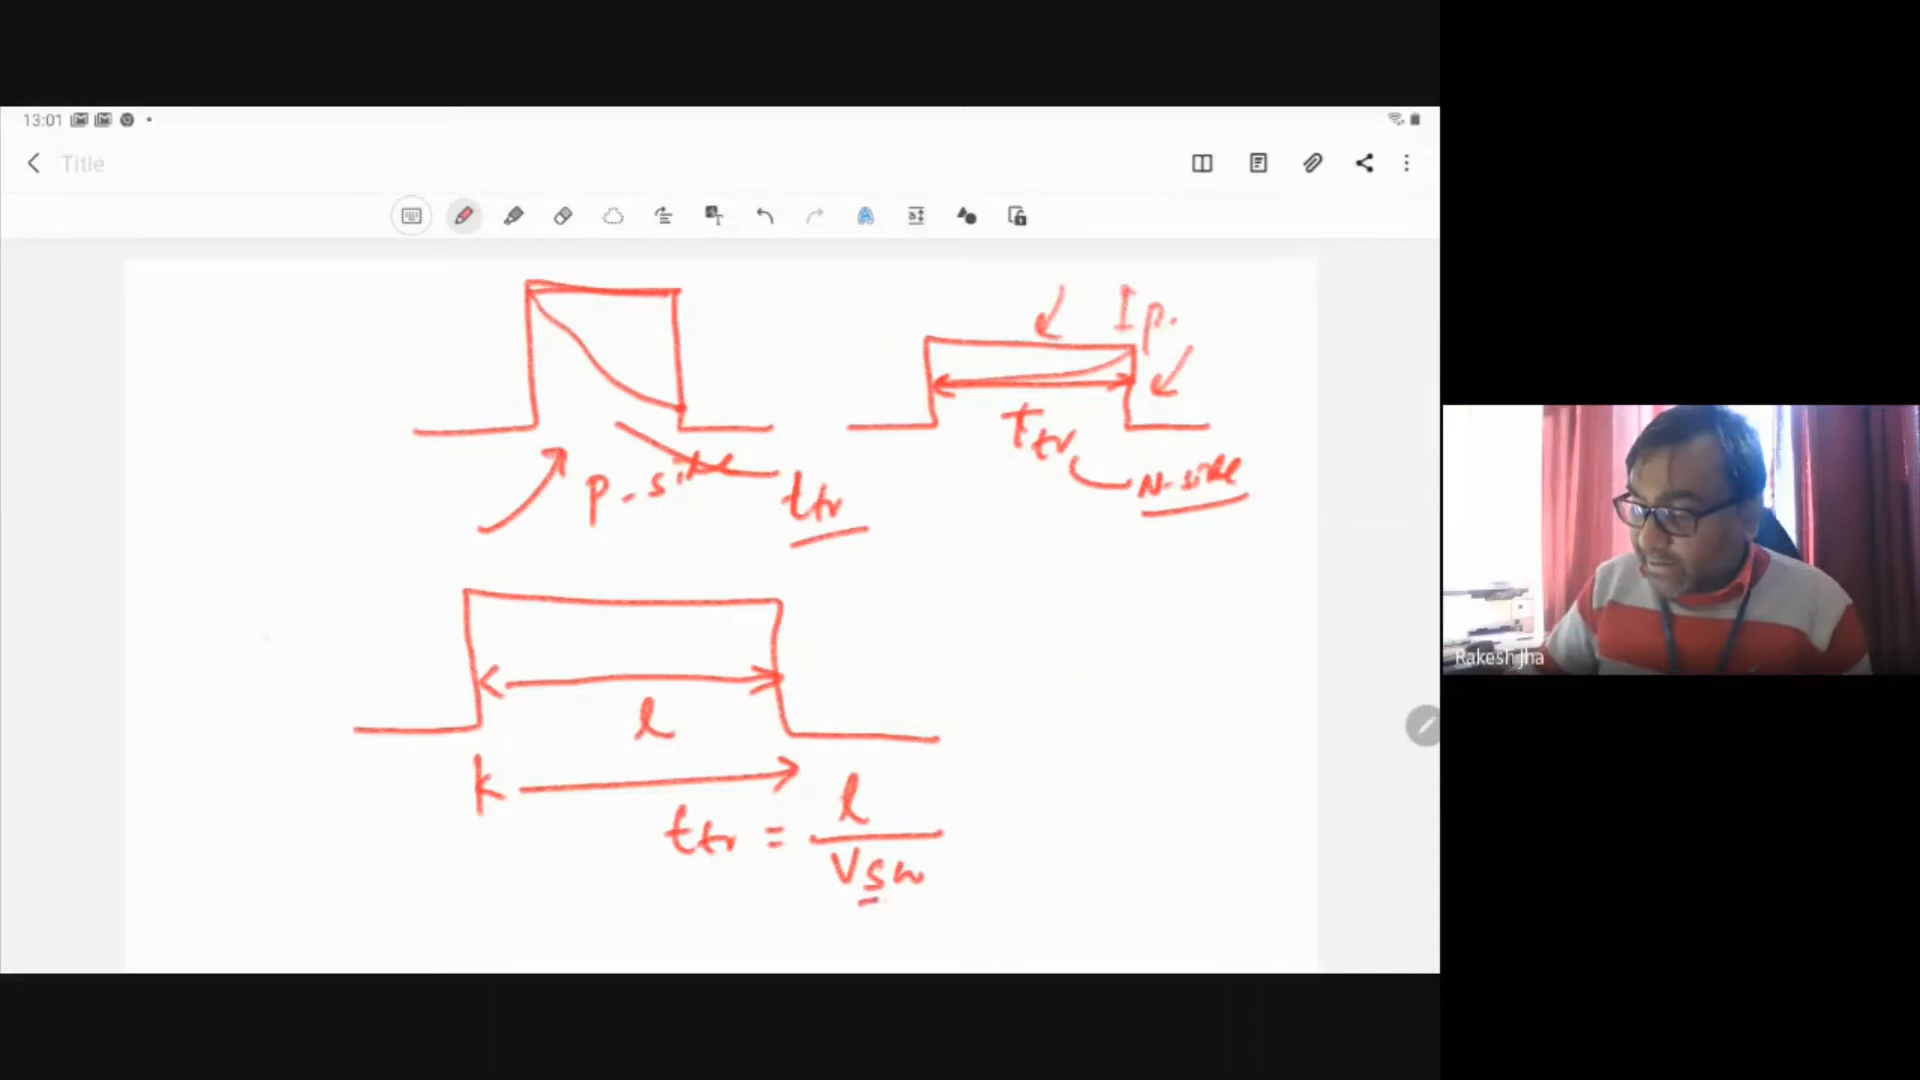 13:01
Title
Ip.
p-side
ttr
Ttr
N-side
l
k
ttr = l / Vsw
Rakesh Jha